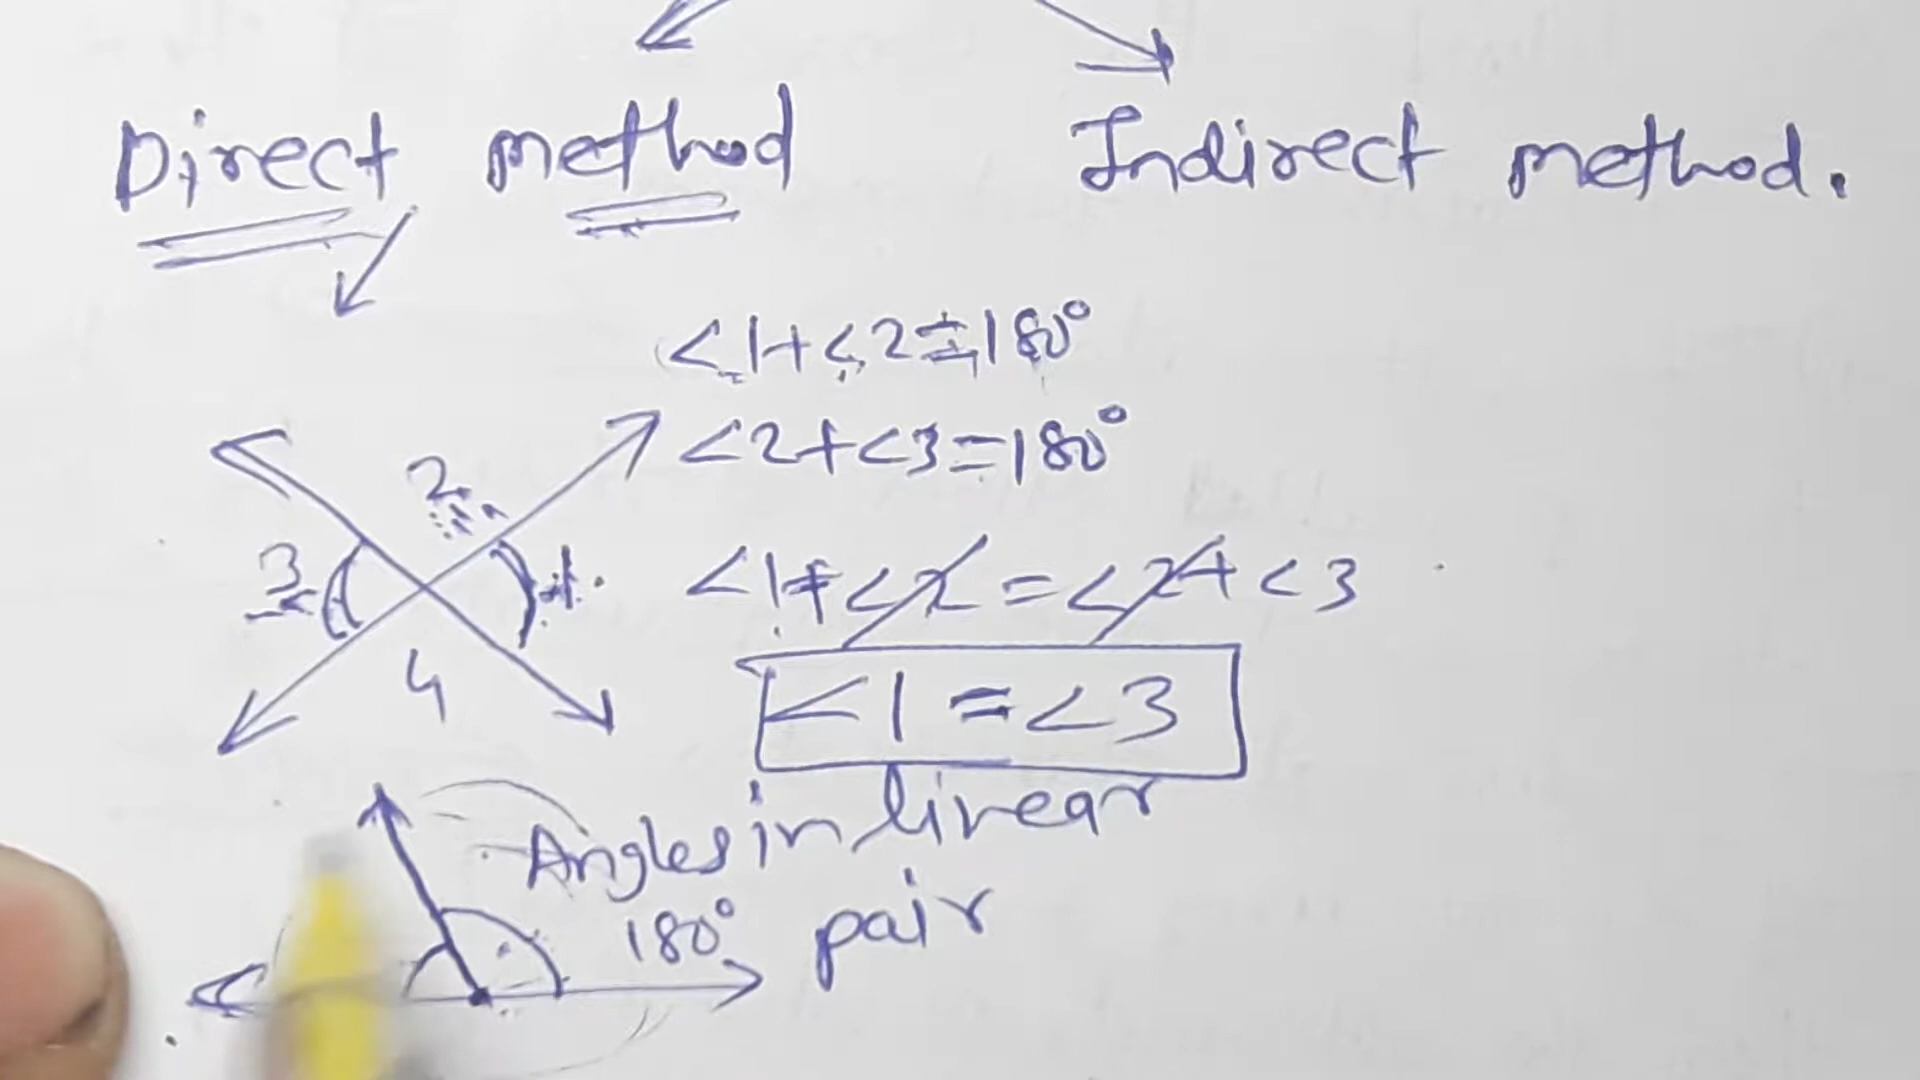 Direct method
Indirect method.
<1+<2=180°
<2+<3=180°
<1+<2=<2+<3
<1=<3
2
3
1
4
Angles in linear
180° pair